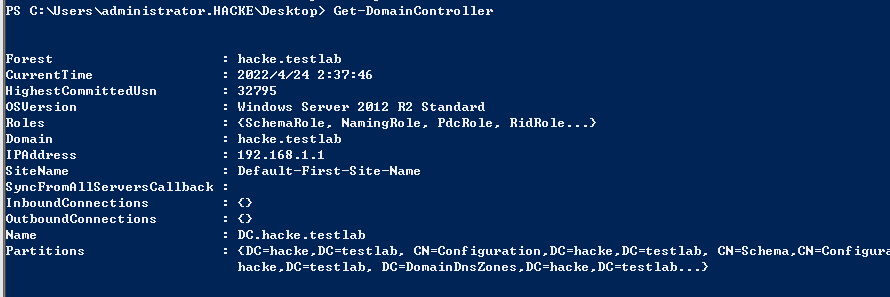 PS C:\Users\administrator.HACKE\Desktop> Get-DomainController
Forest : hacke.testlab
CurrentTime : 2022/4/24 2:37:46
HighestCommittedUsn : 32795
OSVersion : Windows Server 2012 R2 Standard
Roles : {SchemaRole, NamingRole, PdcRole, RidRole...}
Domain : hacke.testlab
IPAddress : 192.168.1.1
SiteName : Default-First-Site-Name
SyncFromAllServersCallback :
InboundConnections : {}
OutboundConnections : {}
Name : DC.hacke.testlab
Partitions : {DC=hacke,DC=testlab, CN=Configuration,DC=hacke,DC=testlab, CN=Schema,CN=Configura
hacke,DC=testlab, DC=DomainDnsZones,DC=hacke,DC=testlab...}